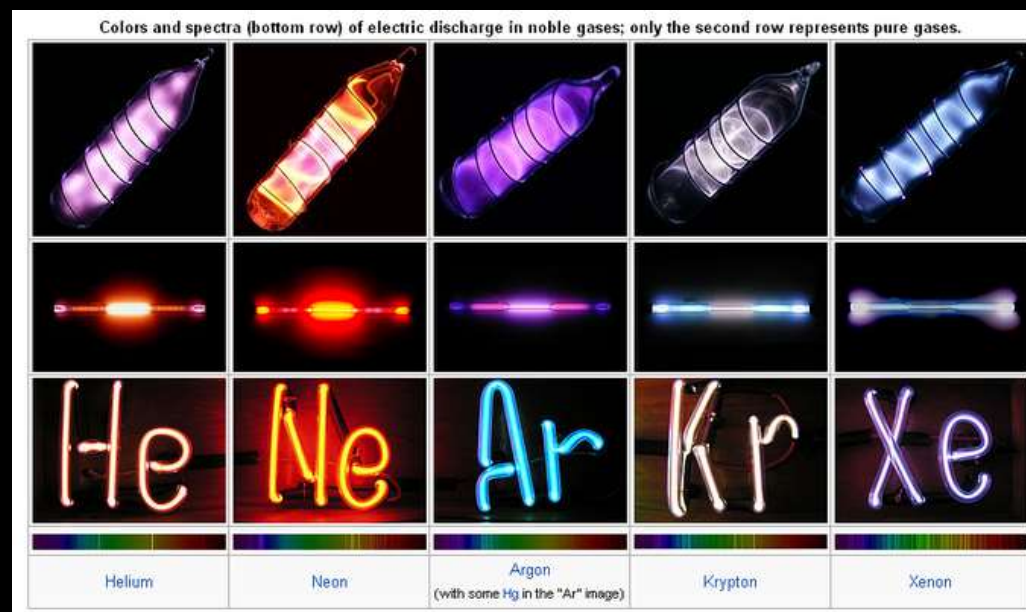 Colors and spectra (bottom row) of electric discharge in noble gases; only the second row represents pure gases.
He Ne Ar Kr Xe
Helium Neon Argon Krypton Xenon
(with some Hg in the "Ar" image)